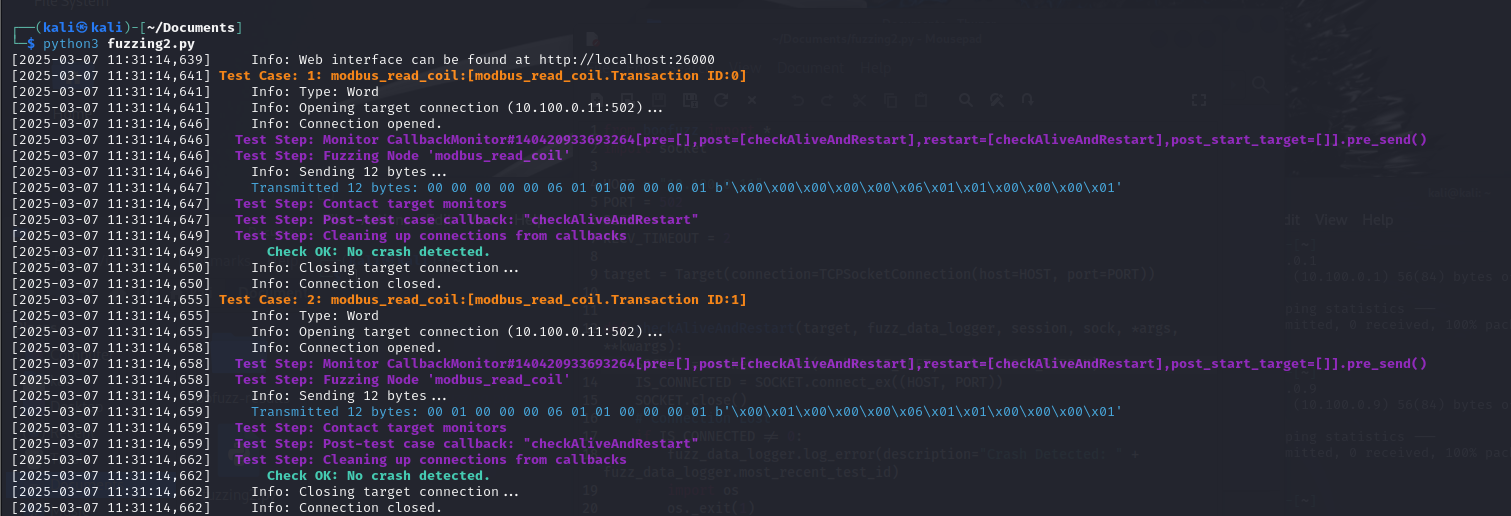 ┌──(kali㉿kali)-[~/Documents]
└─$ python3 fuzzing2.py
[2025-03-07 11:31:14,639]     Info: Web interface can be found at http://localhost:26000
[2025-03-07 11:31:14,641] Test Case: 1: modbus_read_coil:[modbus_read_coil.Transaction ID:0]
[2025-03-07 11:31:14,641]     Info: Type: Word
[2025-03-07 11:31:14,641]     Info: Opening target connection (10.100.0.11:502)...
[2025-03-07 11:31:14,646]     Info: Connection opened.
[2025-03-07 11:31:14,646]   Test Step: Monitor CallbackMonitor#140420933693264[pre=[],post=[checkAliveAndRestart],restart=[checkAliveAndRestart],post_start_target=[]].pre_send()
[2025-03-07 11:31:14,646]   Test Step: Fuzzing Node 'modbus_read_coil'
[2025-03-07 11:31:14,646]     Info: Sending 12 bytes...
[2025-03-07 11:31:14,647]     Transmitted 12 bytes: 00 00 00 00 00 06 01 01 00 00 00 01 b'\x00\x00\x00\x00\x00\x06\x01\x01\x00\x00\x00\x01'
[2025-03-07 11:31:14,647]   Test Step: Contact target monitors
[2025-03-07 11:31:14,647]   Test Step: Post-test case callback: "checkAliveAndRestart"
[2025-03-07 11:31:14,649]   Test Step: Cleaning up connections from callbacks
[2025-03-07 11:31:14,649]       Check OK: No crash detected.
[2025-03-07 11:31:14,650]     Info: Closing target connection...
[2025-03-07 11:31:14,650]     Info: Connection closed.
[2025-03-07 11:31:14,655] Test Case: 2: modbus_read_coil:[modbus_read_coil.Transaction ID:1]
[2025-03-07 11:31:14,655]     Info: Type: Word
[2025-03-07 11:31:14,655]     Info: Opening target connection (10.100.0.11:502)...
[2025-03-07 11:31:14,658]     Info: Connection opened.
[2025-03-07 11:31:14,658]   Test Step: Monitor CallbackMonitor#140420933693264[pre=[],post=[checkAliveAndRestart],restart=[checkAliveAndRestart],post_start_target=[]].pre_send()
[2025-03-07 11:31:14,658]   Test Step: Fuzzing Node 'modbus_read_coil'
[2025-03-07 11:31:14,659]     Info: Sending 12 bytes...
[2025-03-07 11:31:14,659]     Transmitted 12 bytes: 00 01 00 00 00 06 01 01 00 00 00 01 b'\x00\x01\x00\x00\x00\x06\x01\x01\x00\x00\x00\x01'
[2025-03-07 11:31:14,659]   Test Step: Contact target monitors
[2025-03-07 11:31:14,659]   Test Step: Post-test case callback: "checkAliveAndRestart"
[2025-03-07 11:31:14,662]   Test Step: Cleaning up connections from callbacks
[2025-03-07 11:31:14,662]       Check OK: No crash detected.
[2025-03-07 11:31:14,662]     Info: Closing target connection...
[2025-03-07 11:31:14,662]     Info: Connection closed.